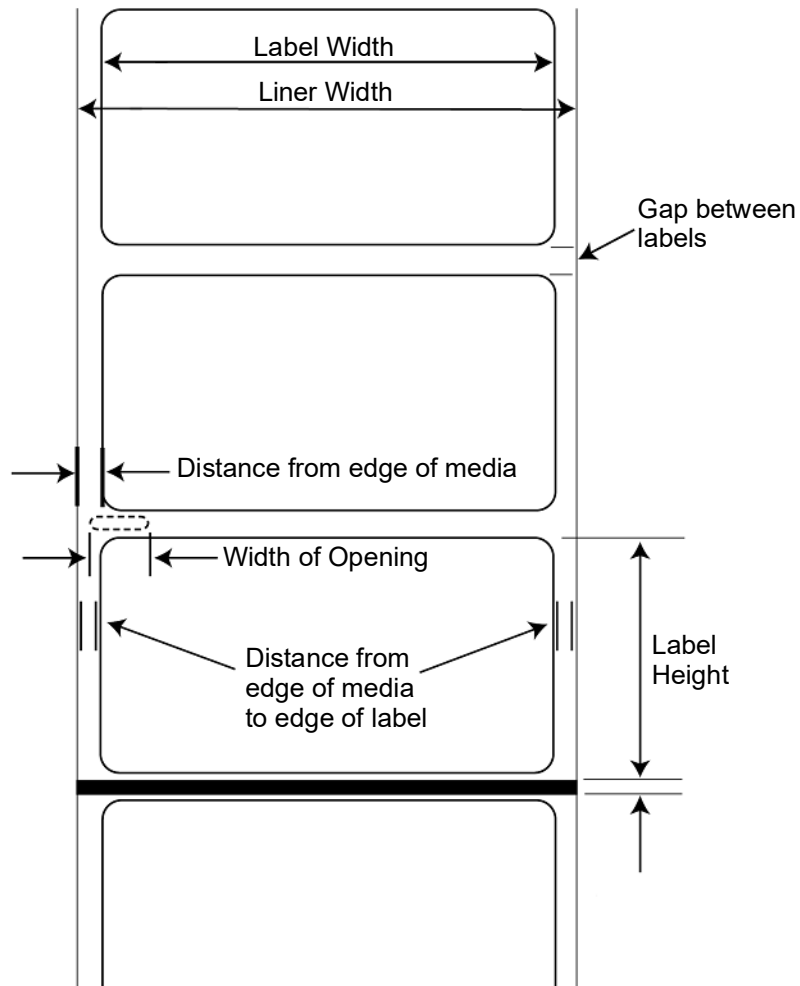 Label Width
Liner Width
Gap between
labels
Distance from edge of media
Width of Opening
Distance from
edge of media
to edge of label
Label
Height